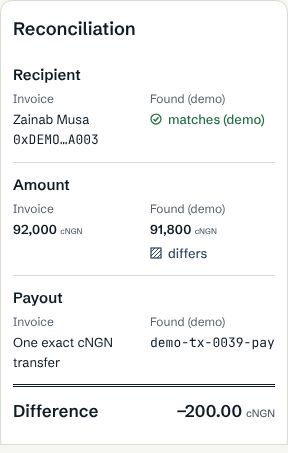 Reconciliation
Recipient
Invoice Found (demo)
Zainab Musa matches (demo)
0xDEMO…A003
Amount
Invoice Found (demo)
92,000 cNGN 91,800 cNGN
differs
Payout
Invoice Found (demo)
One exact cNGN demo-tx-0039-pay
transfer
Difference −200.00 cNGN